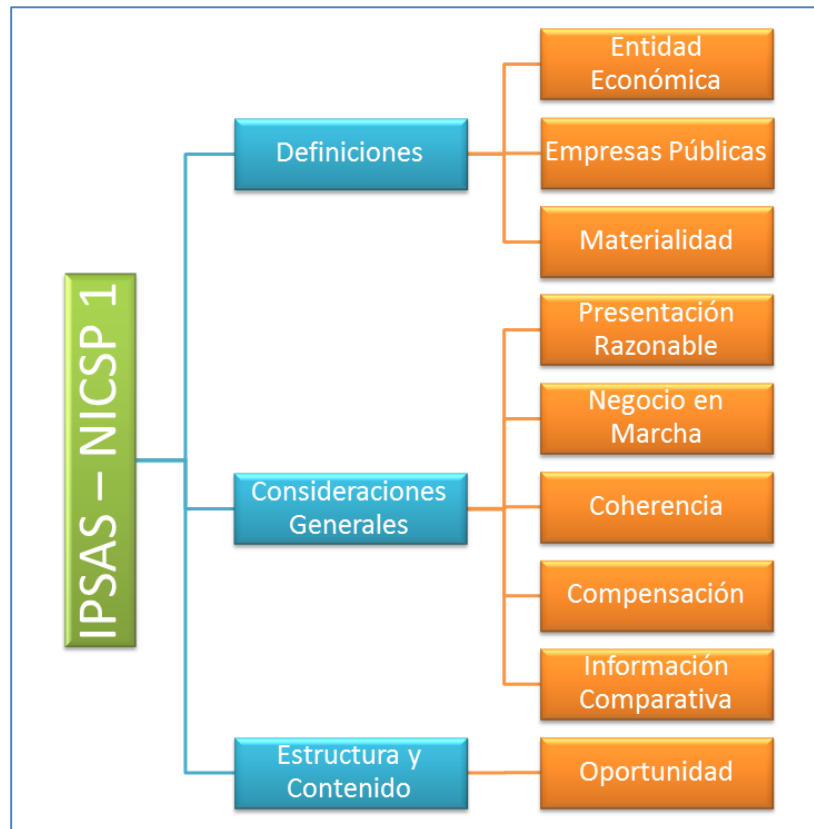 IPSAS – NICSP 1
Definiciones
Entidad
Económica
Empresas Públicas
Materialidad
Consideraciones
Generales
Presentación
Razonable
Negocio en
Marcha
Coherencia
Compensación
Información
Comparativa
Estructura y
Contenido
Oportunidad